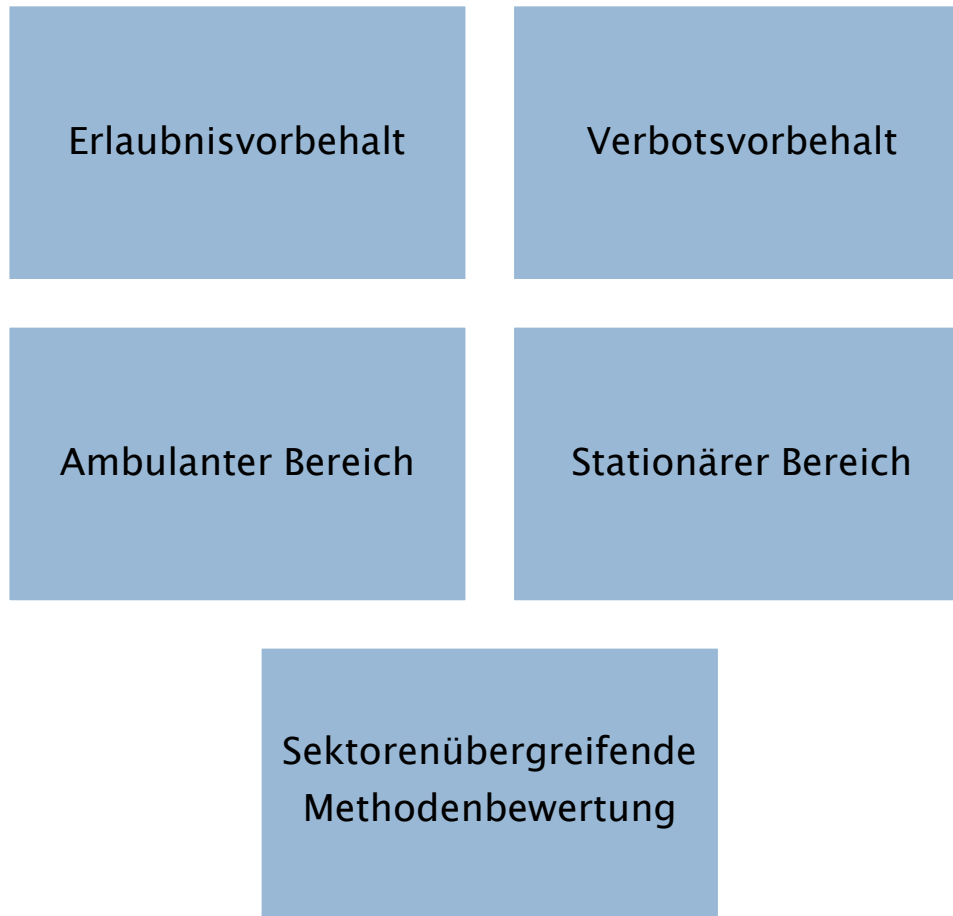 Erlaubnisvorbehalt
Verbotsvorbehalt
Ambulanter Bereich
Stationärer Bereich
Sektorenübergreifende
Methodenbewertung